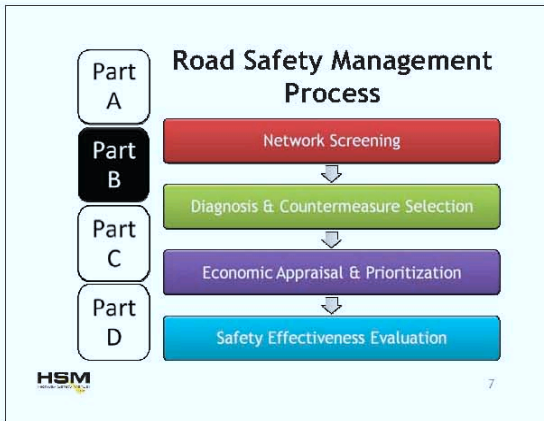 Part
A
Part
B
Part
C
Part
D
Road Safety Management
Process
Network Screening
Diagnosis & Countermeasure Selection
Economic Appraisal & Prioritization
Safety Effectiveness Evaluation
HSM
7